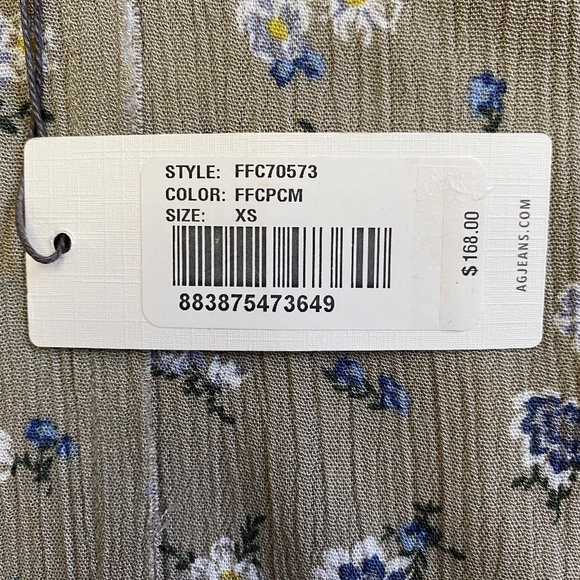 STYLE: FFC70573
COLOR: FFCPCM
SIZE: XS
883875473649
$168.00
AGJEANS.COM